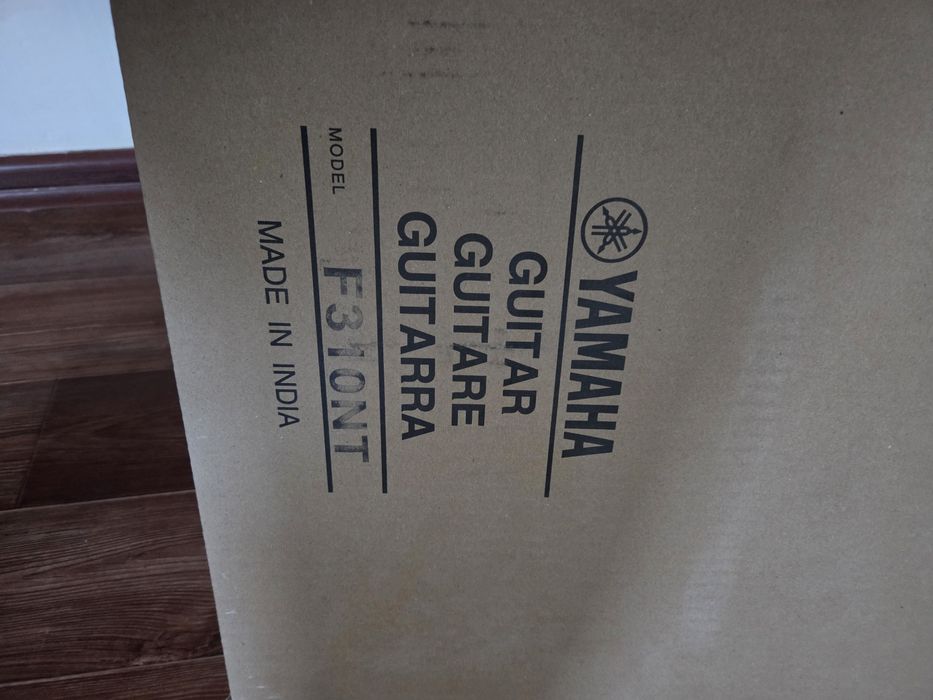 YAMAHA
GUITAR
GUITARE
GUITARRA
MODEL F310NT
MADE IN INDIA